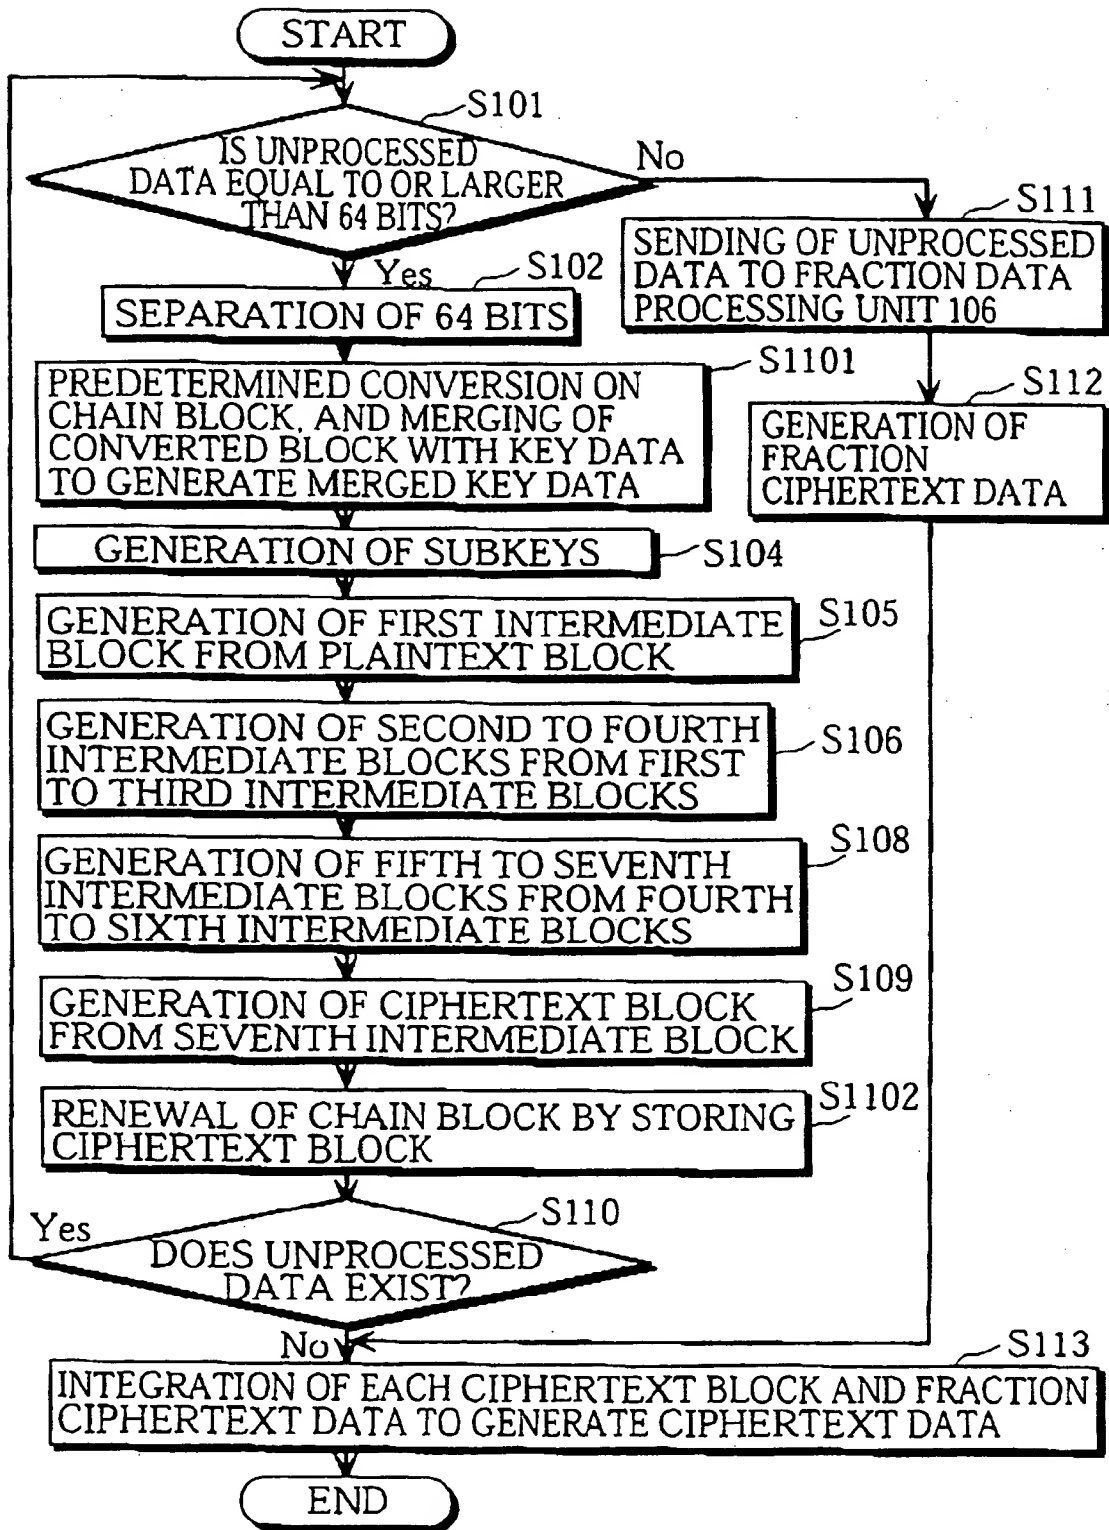 START
S101
IS UNPROCESSED
DATA EQUAL TO OR LARGER
THAN 64 BITS?
No
Yes
S102
SEPARATION OF 64 BITS
S111
SENDING OF UNPROCESSED
DATA TO FRACTION DATA
PROCESSING UNIT 106
S1101
PREDETERMINED CONVERSION ON
CHAIN BLOCK, AND MERGING OF
CONVERTED BLOCK WITH KEY DATA
TO GENERATE MERGED KEY DATA
S112
GENERATION OF
FRACTION
CIPHERTEXT DATA
GENERATION OF SUBKEYS
S104
GENERATION OF FIRST INTERMEDIATE
BLOCK FROM PLAINTEXT BLOCK
S105
GENERATION OF SECOND TO FOURTH
INTERMEDIATE BLOCKS FROM FIRST
TO THIRD INTERMEDIATE BLOCKS
S106
GENERATION OF FIFTH TO SEVENTH
INTERMEDIATE BLOCKS FROM FOURTH
TO SIXTH INTERMEDIATE BLOCKS
S108
GENERATION OF CIPHERTEXT BLOCK
FROM SEVENTH INTERMEDIATE BLOCK
S109
RENEWAL OF CHAIN BLOCK BY STORING
CIPHERTEXT BLOCK
S1102
Yes
S110
DOES UNPROCESSED
DATA EXIST?
No
S113
INTEGRATION OF EACH CIPHERTEXT BLOCK AND FRACTION
CIPHERTEXT DATA TO GENERATE CIPHERTEXT DATA
END